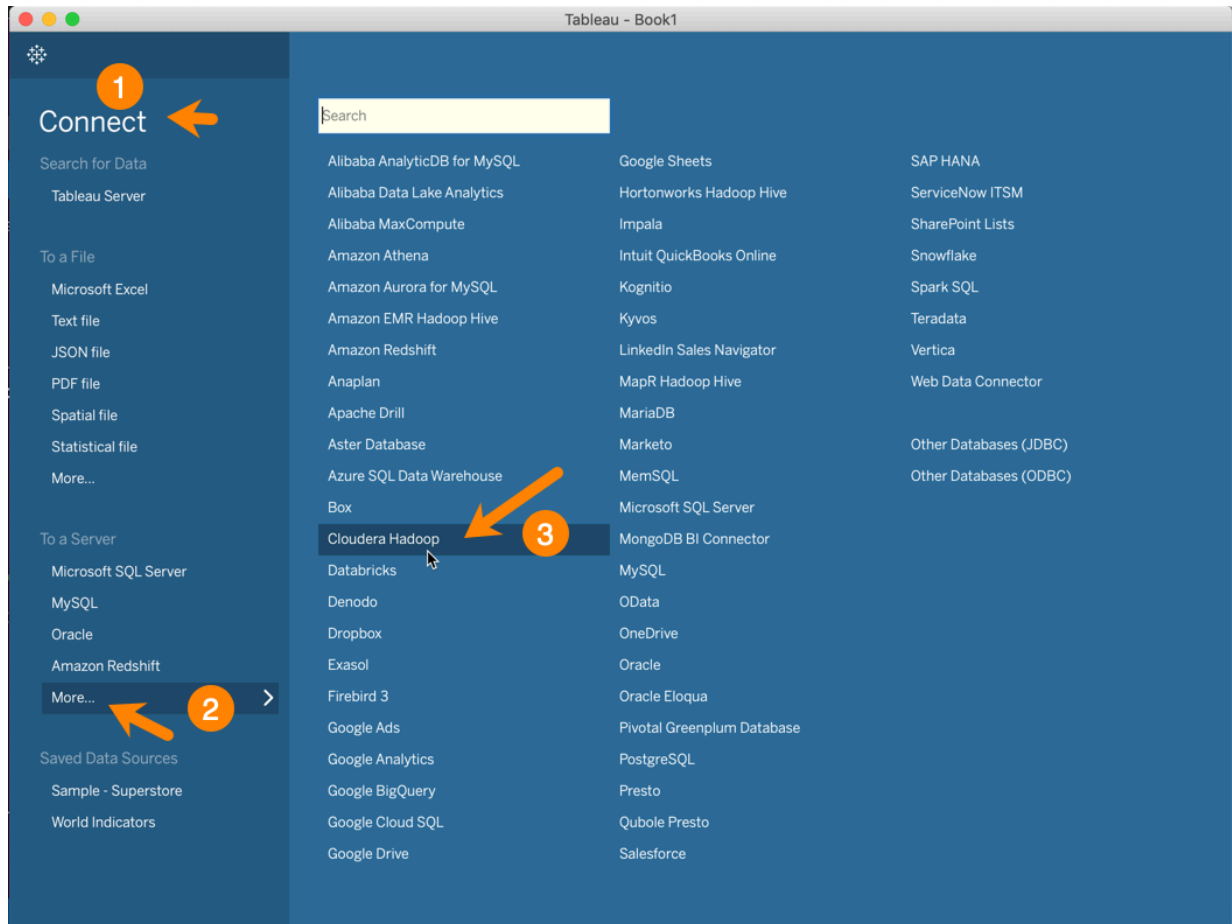 Tableau - Book1
1
Connect
Search for Data
Tableau Server
To a File
Microsoft Excel
Text file
JSON file
PDF file
Spatial file
Statistical file
More...
To a Server
Microsoft SQL Server
MySQL
Oracle
Amazon Redshift
More...
2
Saved Data Sources
Sample - Superstore
World Indicators
Search
Alibaba AnalyticDB for MySQL
Alibaba Data Lake Analytics
Alibaba MaxCompute
Amazon Athena
Amazon Aurora for MySQL
Amazon EMR Hadoop Hive
Amazon Redshift
Anaplan
Apache Drill
Aster Database
Azure SQL Data Warehouse
Box
Cloudera Hadoop
3
Databricks
Denodo
Dropbox
Exasol
Firebird 3
Google Ads
Google Analytics
Google BigQuery
Google Cloud SQL
Google Drive
Google Sheets
Hortonworks Hadoop Hive
Impala
Intuit QuickBooks Online
Kognitio
Kyvos
LinkedIn Sales Navigator
MapR Hadoop Hive
MariaDB
Marketo
MemSQL
Microsoft SQL Server
MongoDB BI Connector
MySQL
OData
OneDrive
Oracle
Oracle Eloqua
Pivotal Greenplum Database
PostgreSQL
Presto
Qubole Presto
Salesforce
SAP HANA
ServiceNow ITSM
SharePoint Lists
Snowflake
Spark SQL
Teradata
Vertica
Web Data Connector
Other Databases (JDBC)
Other Databases (ODBC)